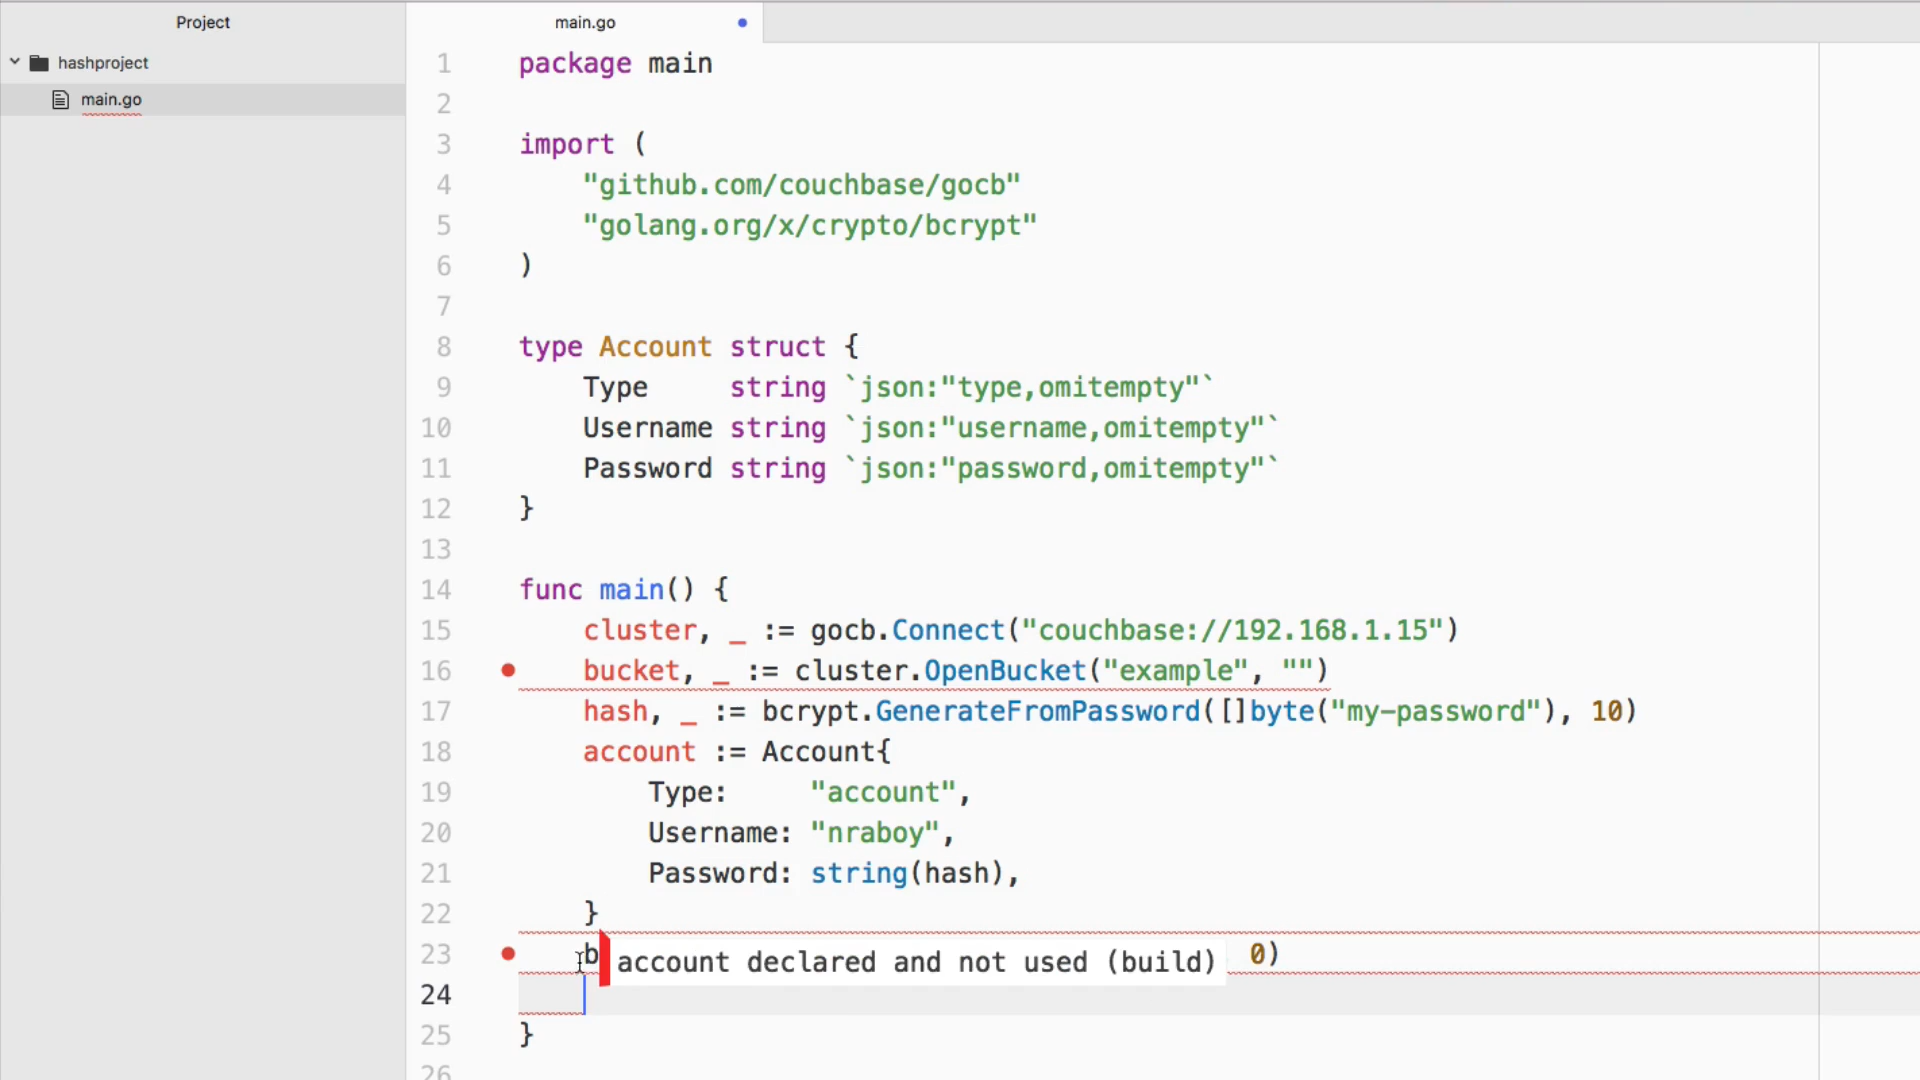 Project
main.go
hashproject
main.go
1 package main
2
3 import (
4 "github.com/couchbase/gocb"
5 "golang.org/x/crypto/bcrypt"
6 )
7
8 type Account struct {
9 Type string `json:"type,omitempty"`
10 Username string `json:"username,omitempty"`
11 Password string `json:"password,omitempty"`
12 }
13
14 func main() {
15 cluster, _ := gocb.Connect("couchbase://192.168.1.15")
16 bucket, _ := cluster.OpenBucket("example", "")
17 hash, _ := bcrypt.GenerateFromPassword([]byte("my-password"), 10)
18 account := Account{
19 Type: "account",
20 Username: "nraboy",
21 Password: string(hash),
22 }
23 b account declared and not used (build) 0)
24
25 }
26